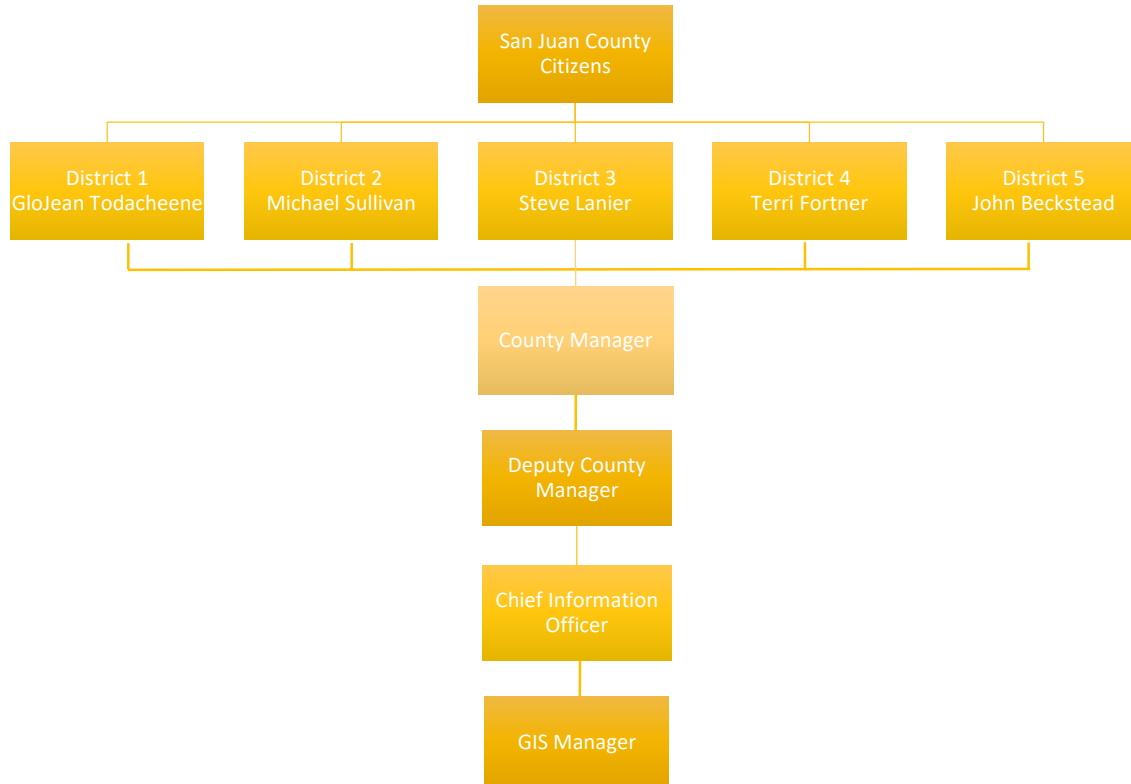 San Juan County
Citizens
District 1
GloJean Todacheene
District 2
Michael Sullivan
District 3
Steve Lanier
District 4
Terri Fortner
District 5
John Beckstead
County Manager
Deputy County
Manager
Chief Information
Officer
GIS Manager